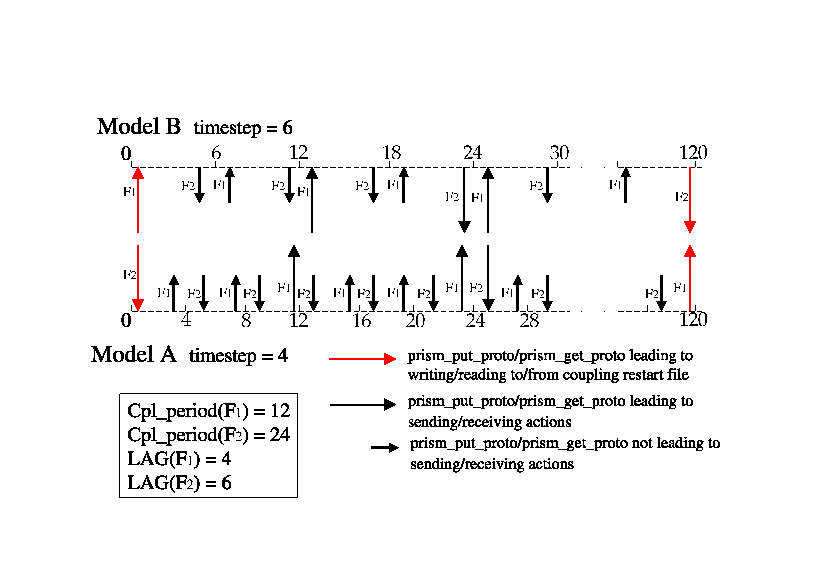 Model B timestep = 6
0 6 12 18 24 30 120
F1 F2 F1 F2 F1 F2 F1 F2 F1 F2 F2
F2 F1 F2 F1 F2 F1 F2 F1 F2 F1 F2 F1 F2 F1 F2 F2 F1
0 4 8 12 16 20 24 28 120
Model A timestep = 4
prism_put_proto/prism_get_proto leading to
writing/reading to/from coupling restart file
prism_put_proto/prism_get_proto leading to
sending/receiving actions
prism_put_proto/prism_get_proto not leading to
sending/receiving actions
Cpl_period(F1) = 12
Cpl_period(F2) = 24
LAG(F1) = 4
LAG(F2) = 6